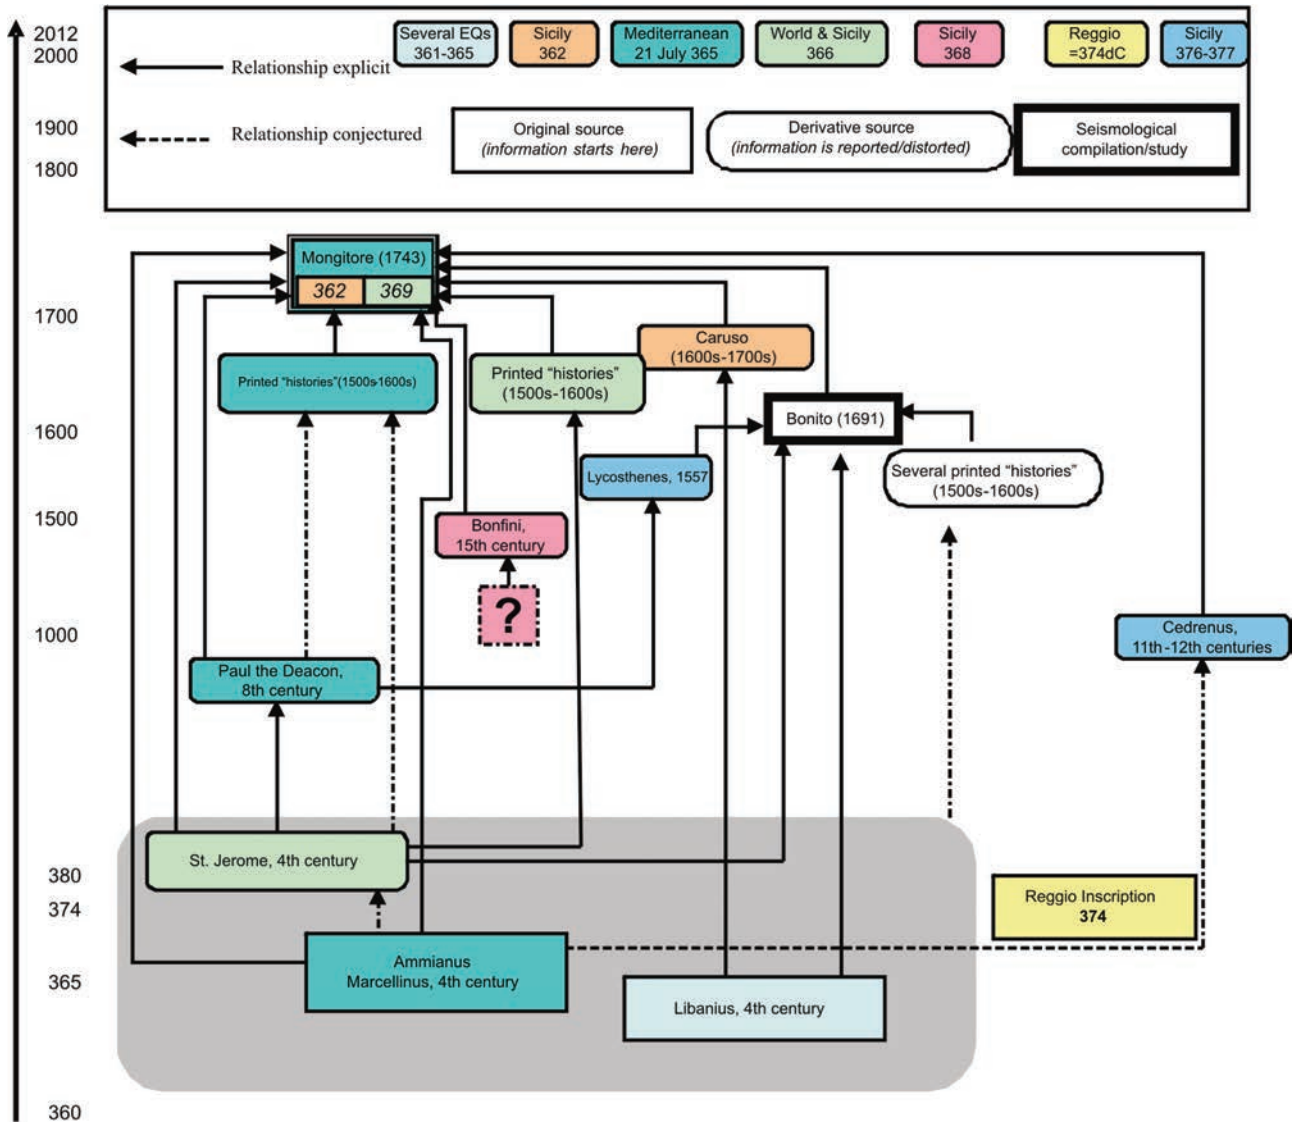 2012
2000
1900
1800
1700
1600
1500
1000
380
374
365
360
Several EQs
361-365
Sicily
362
Mediterranean
21 July 365
World & Sicily
366
Sicily
368
Reggio
=374dC
Sicily
376-377
Relationship explicit
Relationship conjectured
Original source
(information starts here)
Derivative source
(information is reported/distorted)
Seismological
compilation/study
Mongitore (1743)
362
369
Printed "histories"(1500s-1600s)
Printed "histories"
(1500s-1600s)
Caruso
(1600s-1700s)
Bonito (1691)
Lycosthenes, 1557
Several printed "histories"
(1500s-1600s)
Bonfini,
15th century
?
Cedrenus,
11th-12th centuries
Paul the Deacon,
8th century
St. Jerome, 4th century
Reggio Inscription
374
Ammianus
Marcellinus, 4th century
Libanius, 4th century